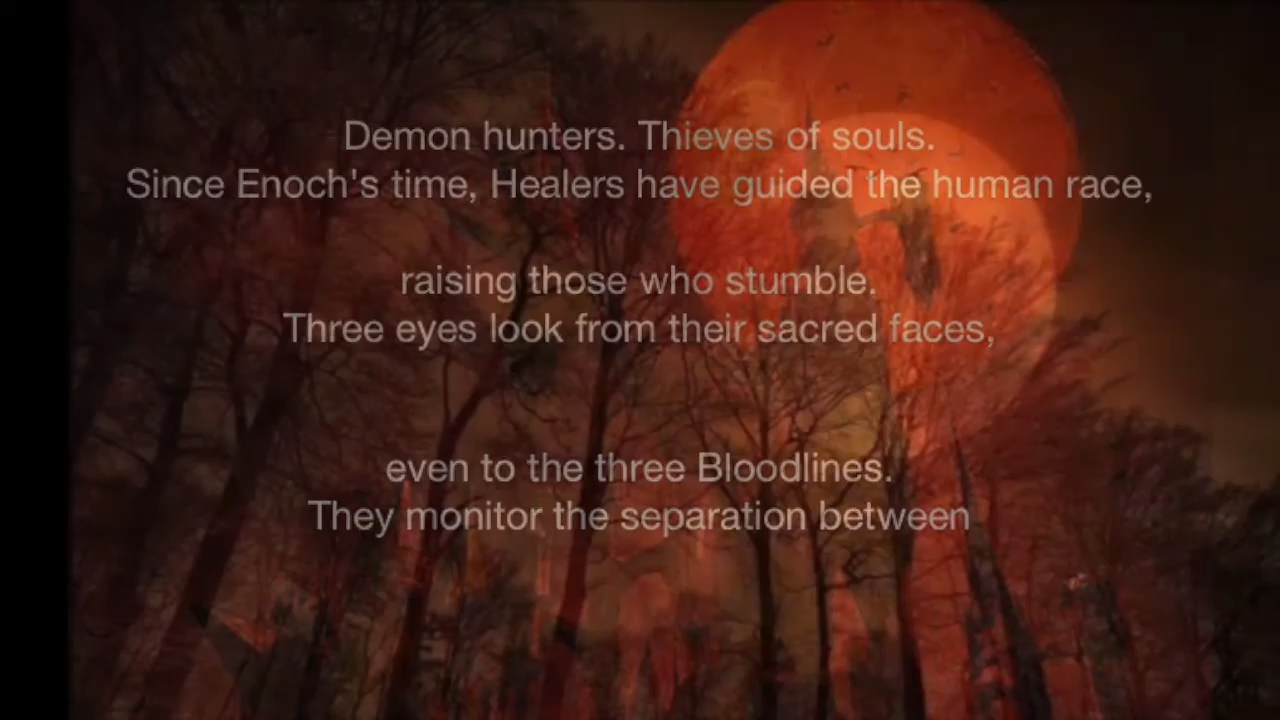 Demon hunters. Thieves of souls.
Since Enoch's time, Healers have guided the human race,
raising those who stumble.
Three eyes look from their sacred faces,
even to the three Bloodlines.
They monitor the separation between